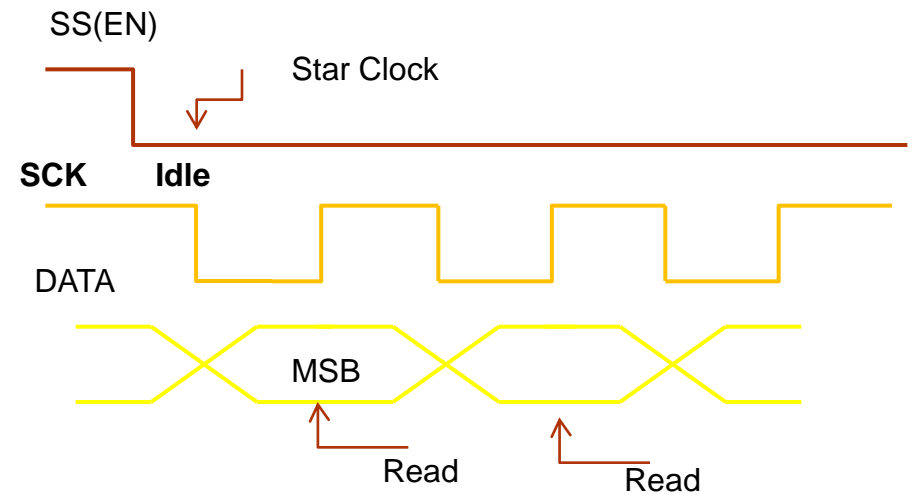 SS(EN)
Star Clock
SCK Idle
DATA
MSB
Read
Read